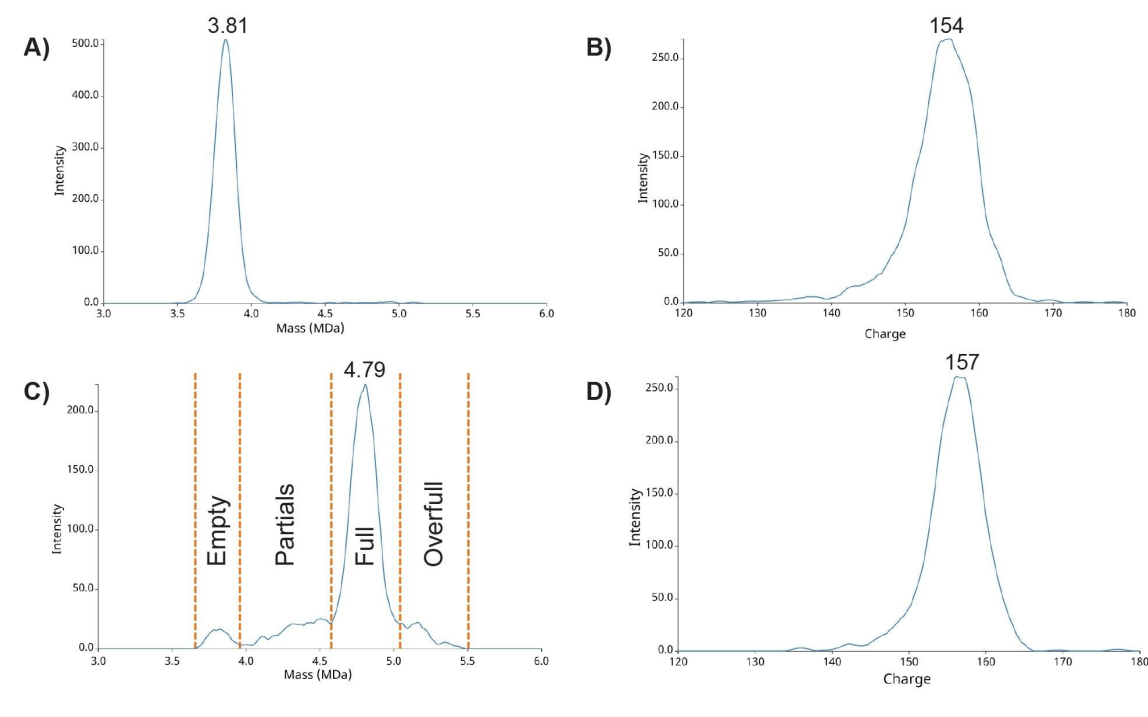 A)
3.81
Intensity
500.0
400.0
300.0
200.0
100.0
0.0
3.0 3.5 4.0 4.5 5.0 5.5 6.0
Mass (MDa)
B)
154
Intensity
250.0
200.0
150.0
100.0
50.0
0.0
120 130 140 150 160 170 180
Charge
C)
4.79
Intensity
200.0
150.0
100.0
50.0
0.0
Empty
Partials
Full
Overfull
3.0 3.5 4.0 4.5 5.0 5.5 6.0
Mass (MDa)
D)
157
Intensity
250.0
200.0
150.0
100.0
50.0
0.0
120 130 140 150 160 170 180
Charge